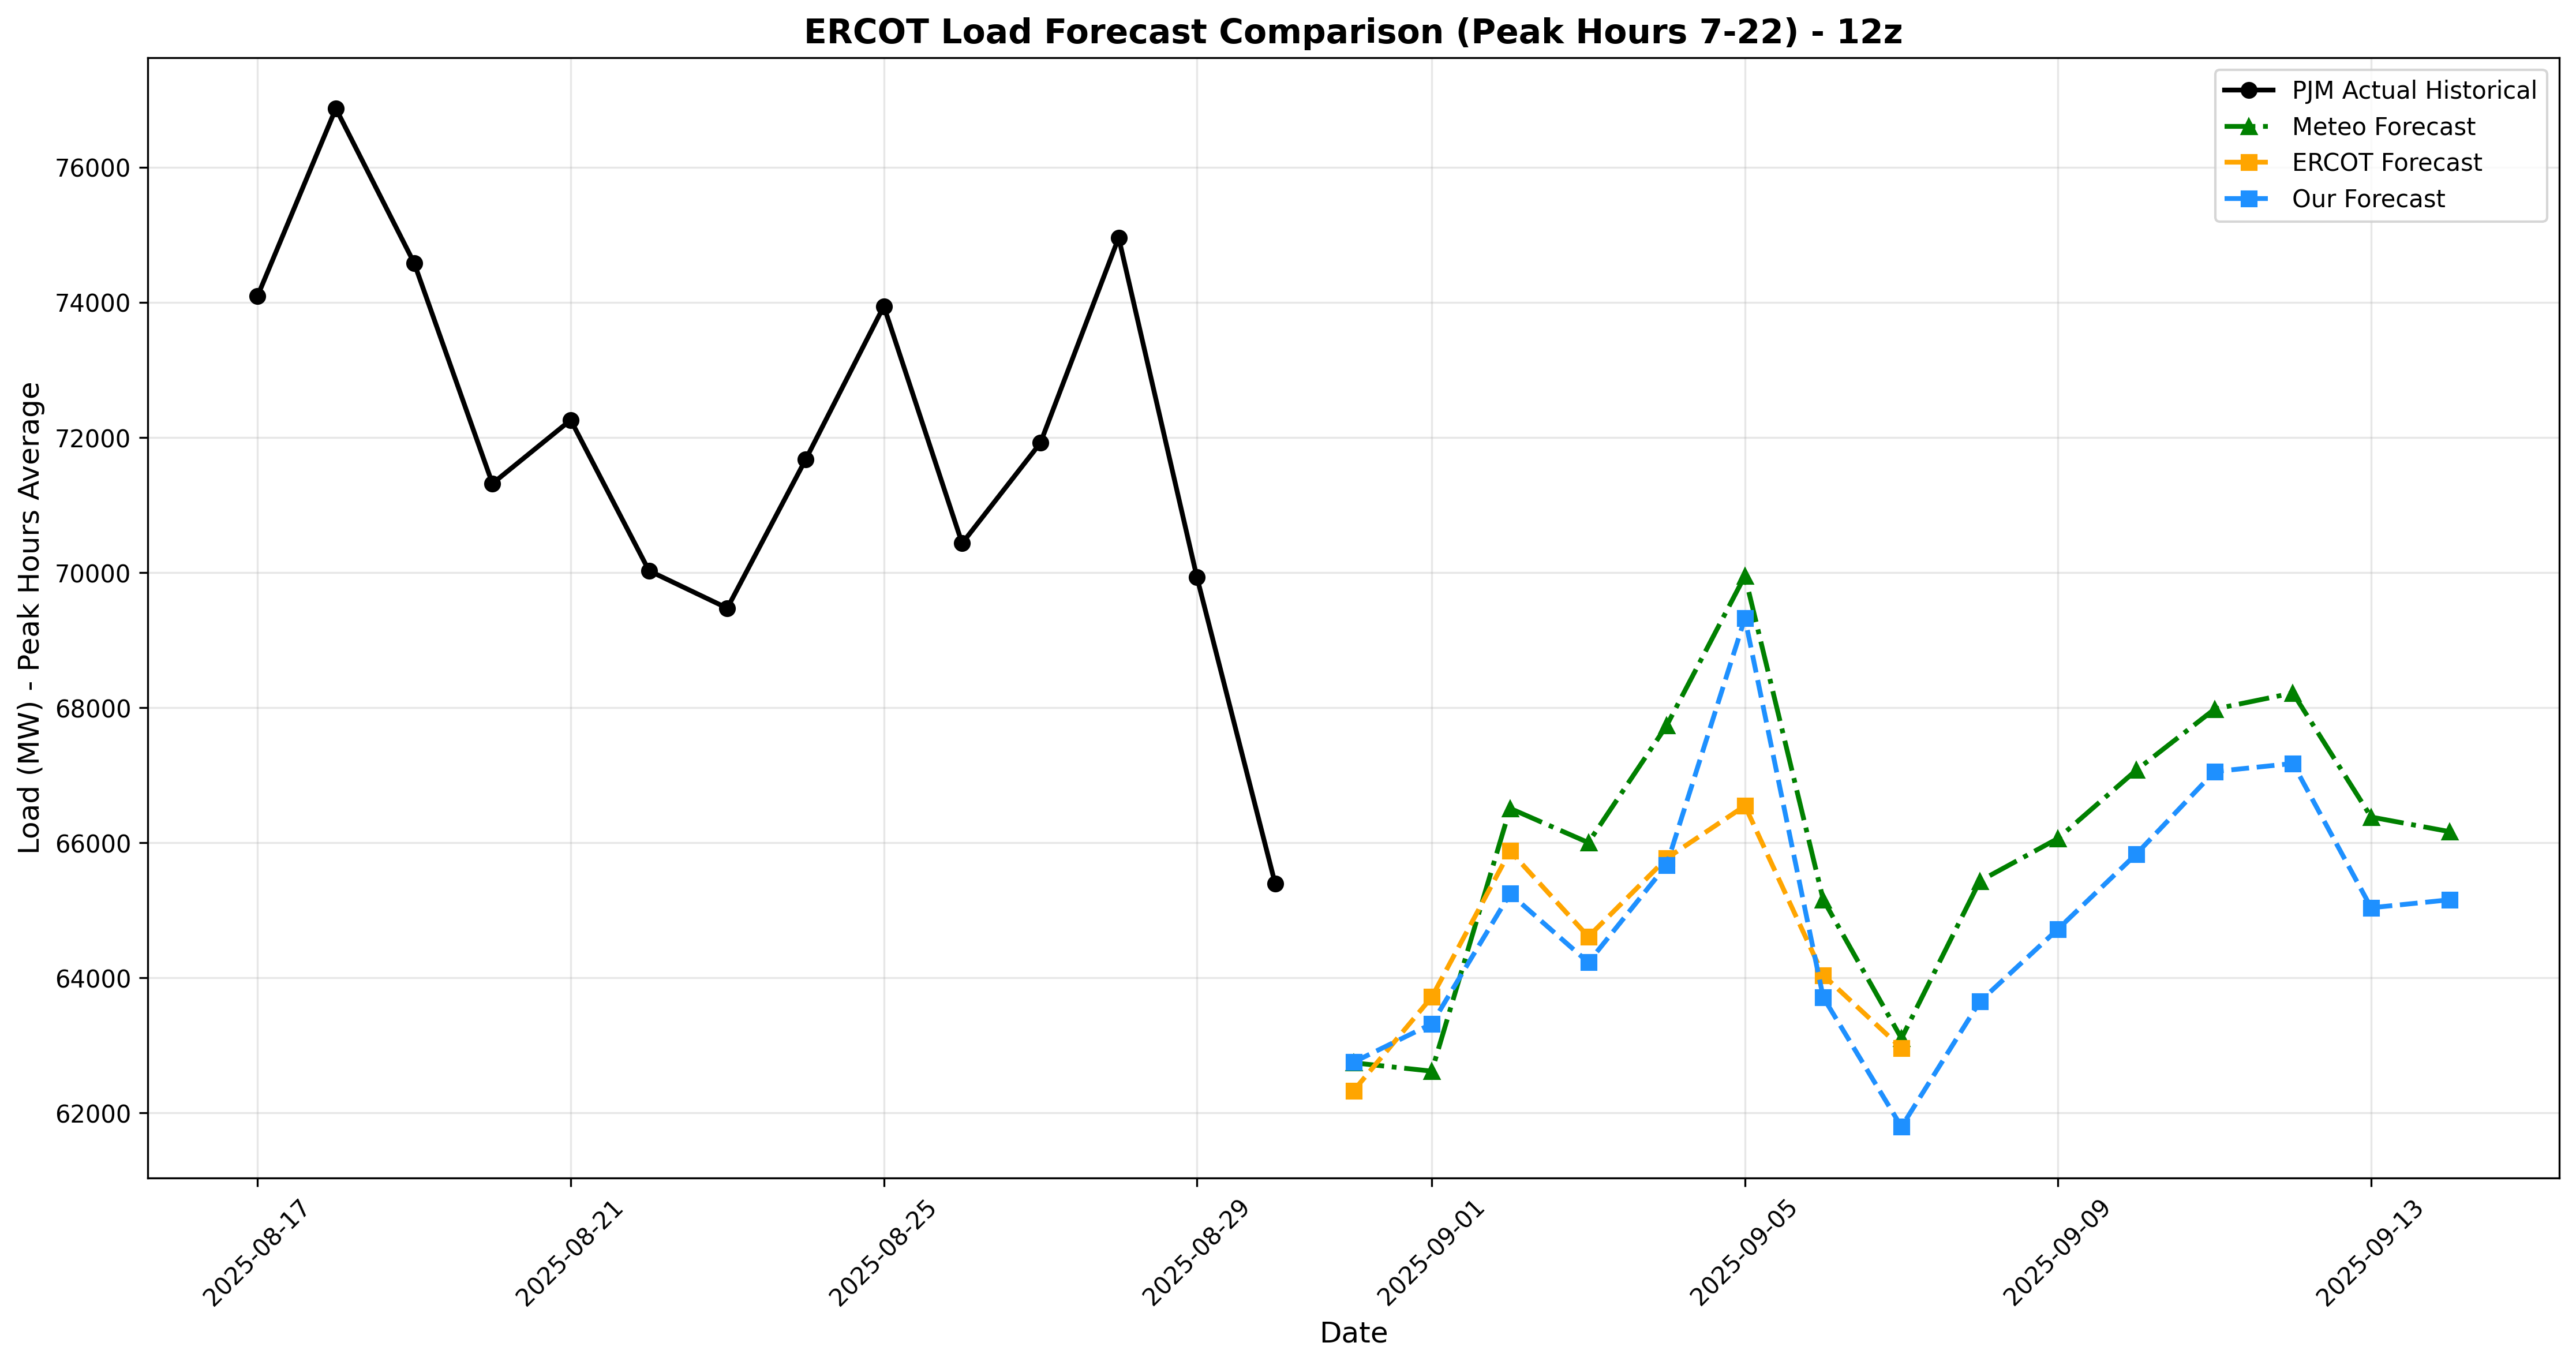 ERCOT Load Forecast Comparison (Peak Hours 7-22) - 12z
PJM Actual Historical
Meteo Forecast
ERCOT Forecast
Our Forecast
Load (MW) - Peak Hours Average
76000
74000
72000
70000
68000
66000
64000
62000
2025-08-17
2025-08-21
2025-08-25
2025-08-29
2025-09-01
2025-09-05
2025-09-09
2025-09-13
Date